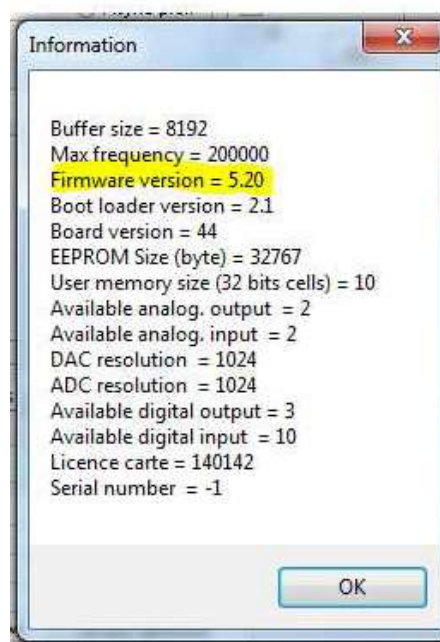 Information
Buffer size = 8192
Max frequency = 200000
Firmware version = 5.20
Boot loader version = 2.1
Board version = 44
EEPROM Size (byte) = 32767
User memory size (32 bits cells) = 10
Available analog. output = 2
Available analog. input = 2
DAC resolution = 1024
ADC resolution = 1024
Available digital output = 3
Available digital input = 10
Licence carte = 140142
Serial number = -1
OK